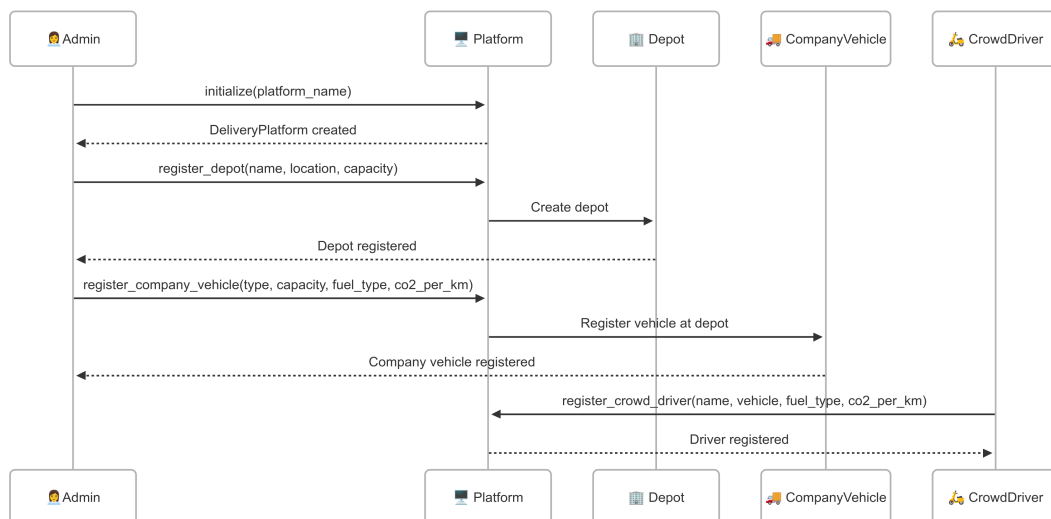 👩‍💼Admin
🖥️ Platform
🏢 Depot
🚚 CompanyVehicle
🛵 CrowdDriver
initialize(platform_name)
DeliveryPlatform created
register_depot(name, location, capacity)
Create depot
Depot registered
register_company_vehicle(type, capacity, fuel_type, co2_per_km)
Register vehicle at depot
Company vehicle registered
register_crowd_driver(name, vehicle, fuel_type, co2_per_km)
Driver registered
👩‍💼Admin
🖥️ Platform
🏢 Depot
🚚 CompanyVehicle
🛵 CrowdDriver